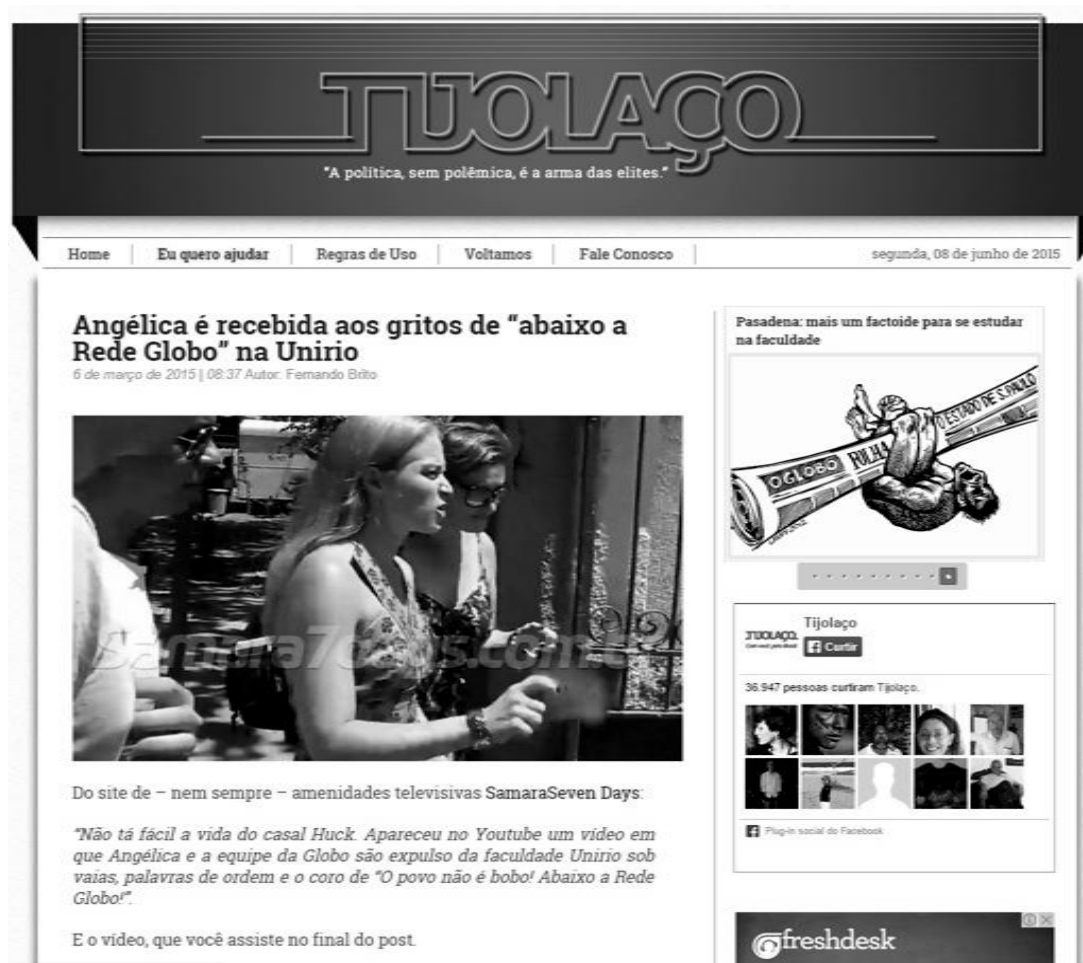 TIJOLAÇO
"A política, sem polêmica, é a arma das elites."
Home
Eu quero ajudar
Regras de Uso
Voltamos
Fale Conosco
segunda, 08 de junho de 2015
Angélica é recebida aos gritos de “abaixo a
Rede Globo” na Unirio
6 de março de 2015 | 08:37 Autor: Fernando Brito
Samara7
Do site de – nem sempre – amenidades televisivas SamaraSeven Days:
“Não tá fácil a vida do casal Huck. Apareceu no Youtube um vídeo em
que Angélica e a equipe da Globo são expulso da faculdade Unirio sob
vaias, palavras de ordem e o coro de “O povo não é bobo! Abaixo a Rede
Globo!”.
E o vídeo, que você assiste no final do post.
Pasadena: mais um factoide para se estudar
na faculdade
O GLOBO
FOLHA
O ESTADO DE S.PAULO
TIJOLAÇO.
Tijolaço
Curtir
36.947 pessoas curtiram Tijolaço.
Plug-in social do Facebook
freshdesk